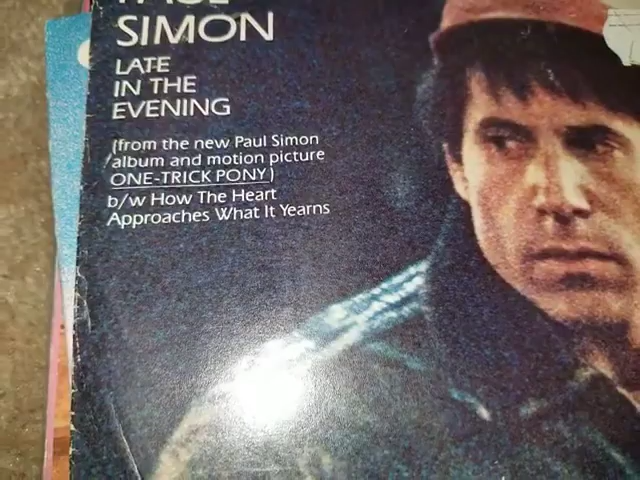 PAUL
SIMON
LATE
IN THE
EVENING
(from the new Paul Simon
album and motion picture
ONE-TRICK PONY)
b/w How The Heart
Approaches What It Yearns